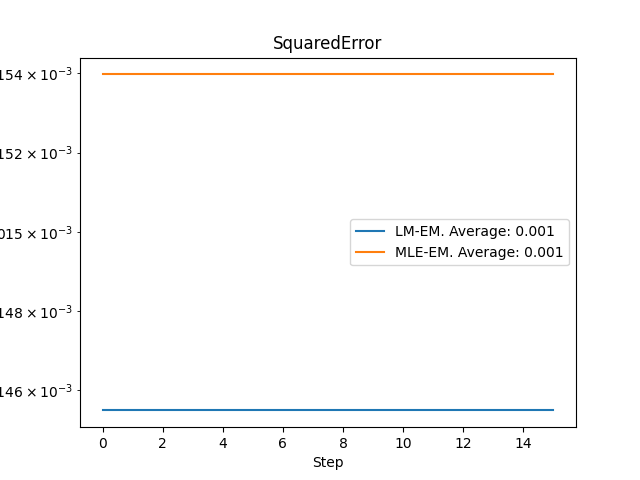 SquaredError
154 × 10⁻³
152 × 10⁻³
015 × 10⁻³
148 × 10⁻³
146 × 10⁻³
LM-EM. Average: 0.001
MLE-EM. Average: 0.001
0 2 4 6 8 10 12 14
Step